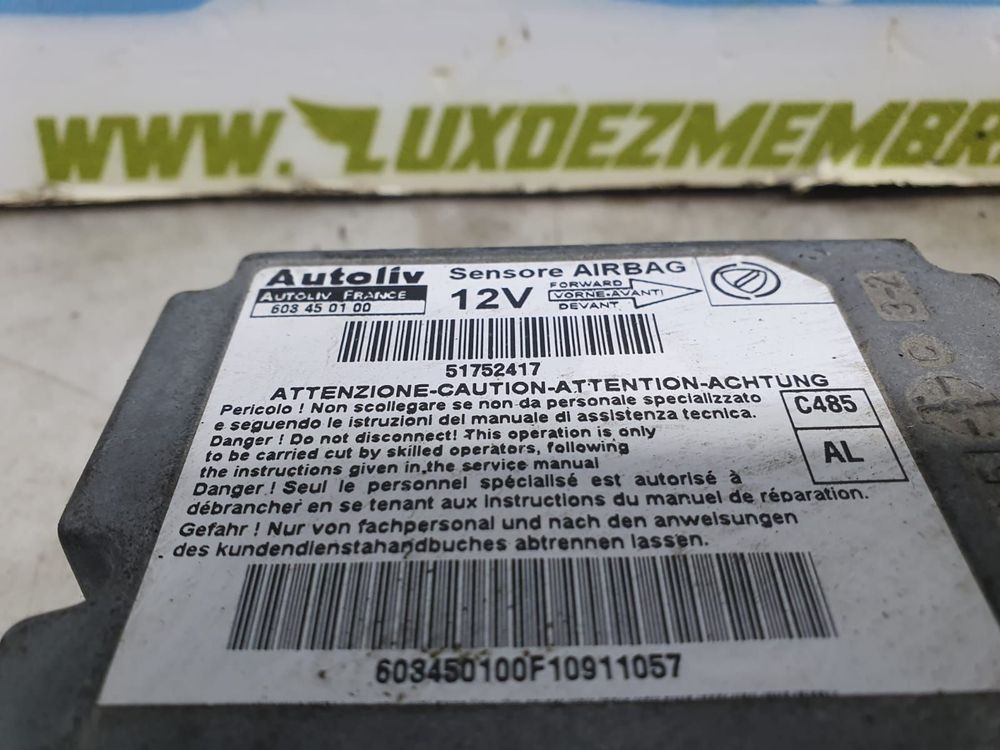 WWW.LUXDEZMEMBRA
Autoliv
AUTOLIV FRANCE
603 45 01 00
Sensore AIRBAG
12V
FORWARD
VORNE-AVANTI
DEVANT
51752417
ATTENZIONE-CAUTION-ATTENTION-ACHTUNG
Pericolo ! Non scollegare se non da personale specializzato
e seguendo le istruzioni del manuale di assistenza tecnica.
Danger ! Do not disconnect! This operation is only
to be carried cut by skilled operators, following
the instructions given in the service manual
Danger ! Seul le personnel spécialisé est autorisé à
débrancher en se tenant aux instructions du manuel de réparation.
Gefahr ! Nur von fachpersonal und nach den anweisungen
des kundendienstahandbuches abtrennen lassen.
C485
AL
603450100F10911057
3-2